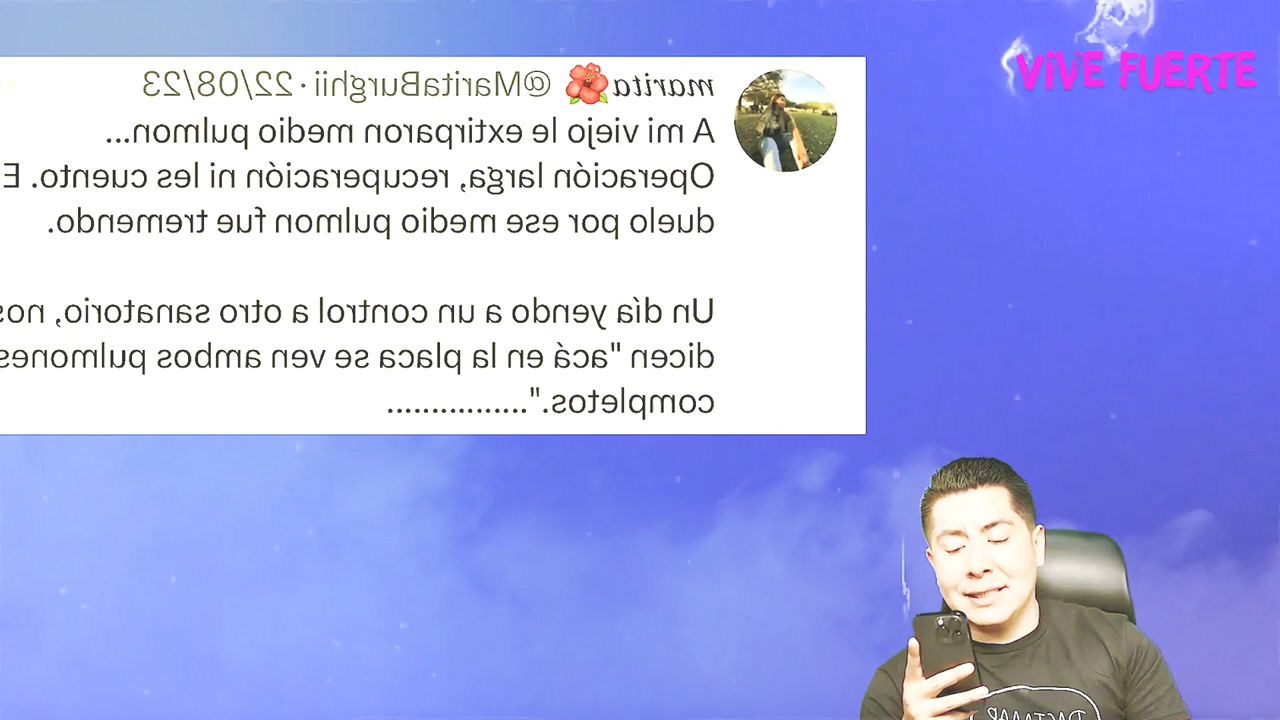 ViVE FUERTE
marita🌺 @MaritaBurghii · 22/08/23
A mi viejo le extirparon medio pulmon...
Operación larga, recuperación ni les cuento. E
duelo por ese medio pulmon fue tremendo.
Un día yendo a un control a otro sanatorio, nos
dicen "acá en la placa se ven ambos pulmones
completos."................